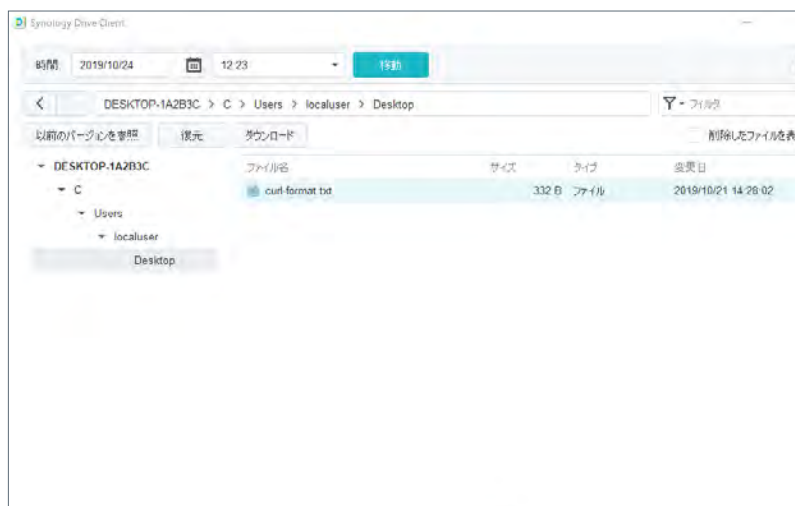 Synology Drive Client
時間 2019/10/24 12:23 移動
DESKTOP-1A2B3C > C > Users > localuser > Desktop フィルタ
以前のバージョンを参照 復元 ダウンロード 削除したファイルを表
DESKTOP-1A2B3C ファイル名 サイズ タイプ 変更日
C curl-format.txt 332 B ファイル 2019/10/21 14:28:02
Users
localuser
Desktop